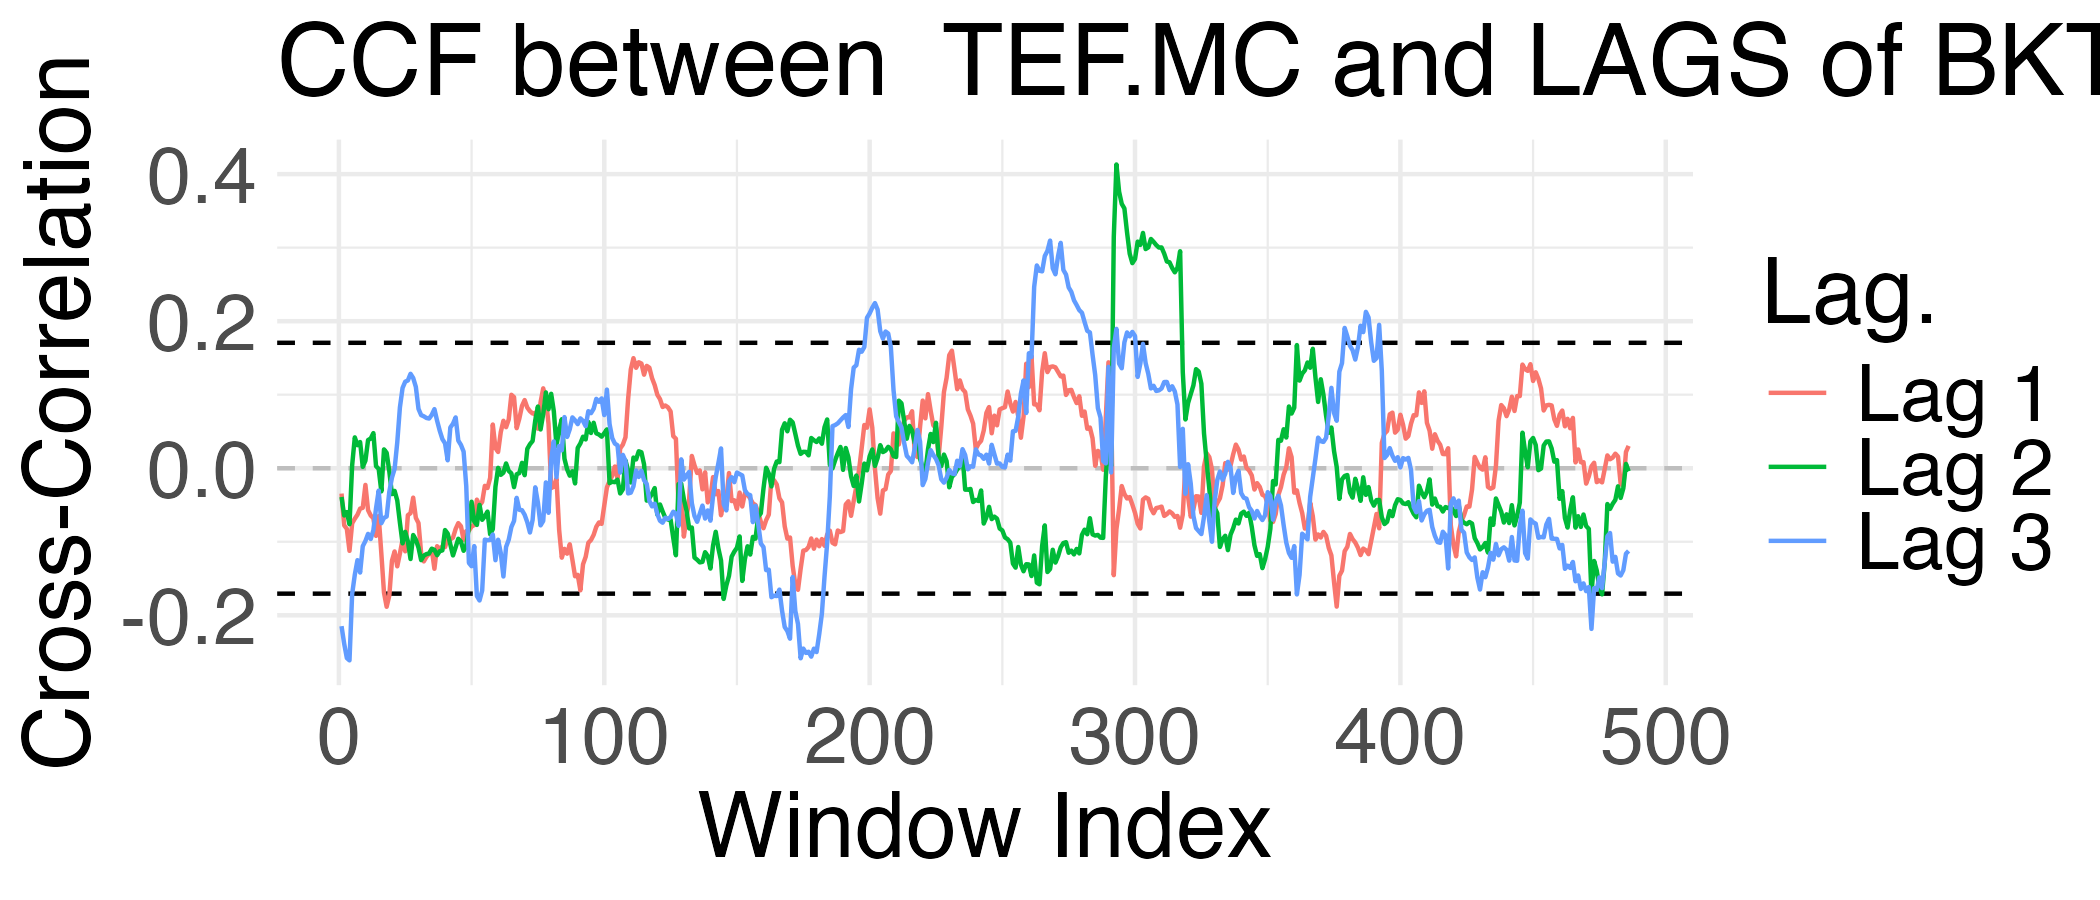 CCF between TEF.MC and LAGS of BKT
Cross-Correlation
0.4
0.2
0.0
-0.2
0 100 200 300 400 500
Window Index
Lag.
Lag 1
Lag 2
Lag 3